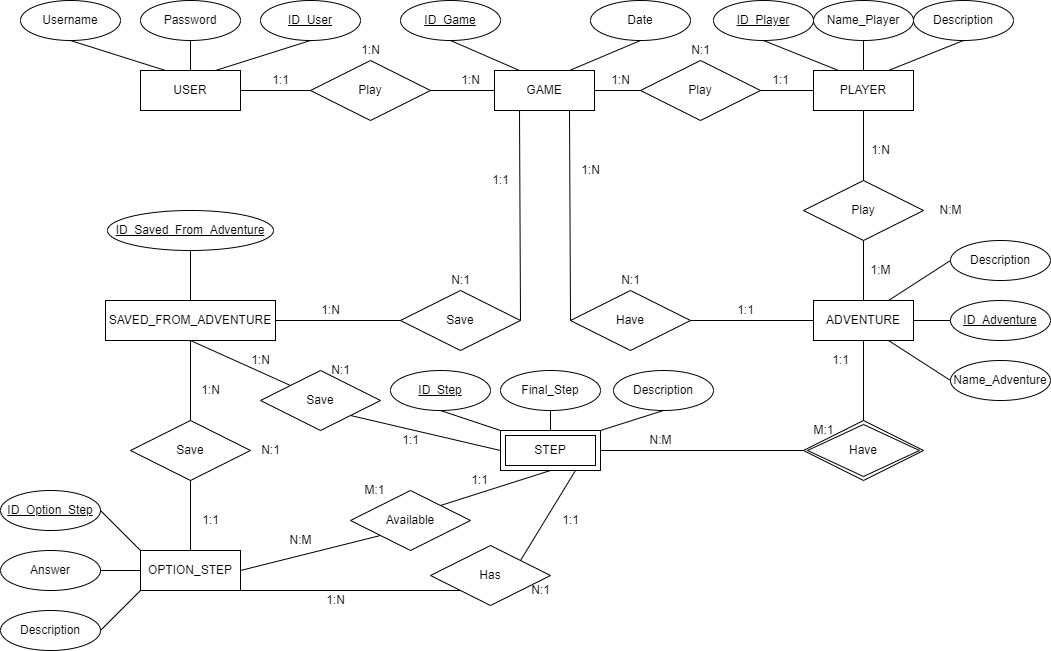 Username
Password
ID_User
ID_Game
Date
ID_Player
Name_Player
Description
1:N
N:1
USER
1:1
Play
1:N
GAME
1:N
Play
1:1
PLAYER
1:N
1:1
1:N
Play
N:M
ID_Saved_From_Adventure
Description
1:M
N:1
N:1
SAVED_FROM_ADVENTURE
1:N
Save
Have
1:1
ADVENTURE
ID_Adventure
1:N
N:1
1:1
Name_Adventure
1:N
Save
ID_Step
Final_Step
Description
M:1
1:1
Save
N:1
STEP
N:M
Have
1:1
M:1
ID_Option_Step
1:1
Available
1:1
N:M
Answer
OPTION_STEP
Has
N:1
1:N
Description